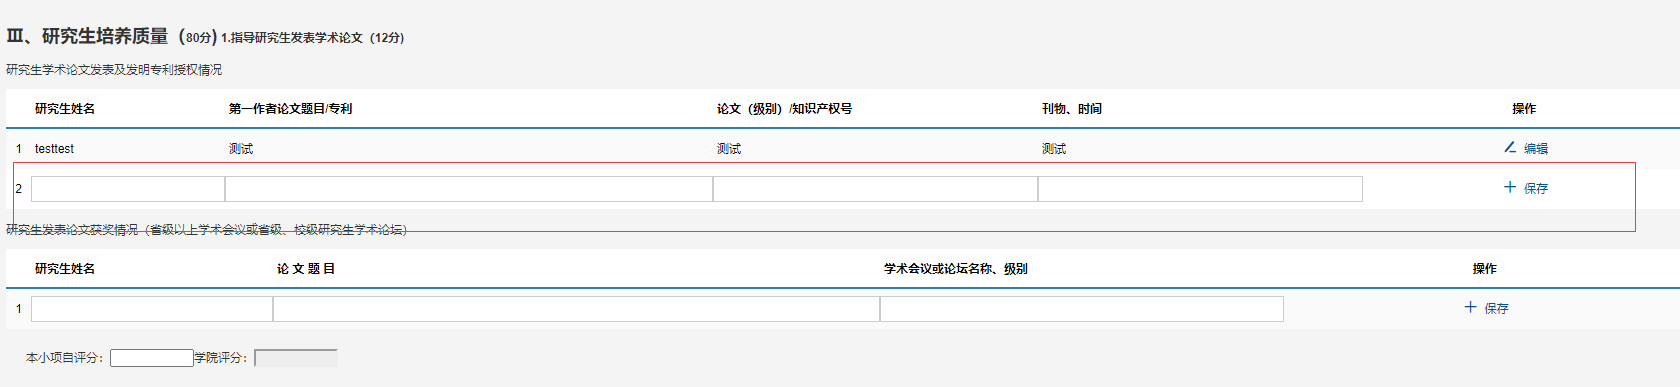 III、研究生培养质量（80分) 1.指导研究生发表学术论文（12分)
研究生学术论文发表及发明专利授权情况
研究生姓名 第一作者论文题目/专利 论文（级别）/知识产权号 刊物、时间 操作
1 testtest 测试 测试 测试 编辑
2 保存
研究生发表论文获奖情况（省级以上学术会议或省级、校级研究生学术论坛）
研究生姓名 论 文 题 目 学术会议或论坛名称、级别 操作
1 保存
本小项目自评分： 学院评分：